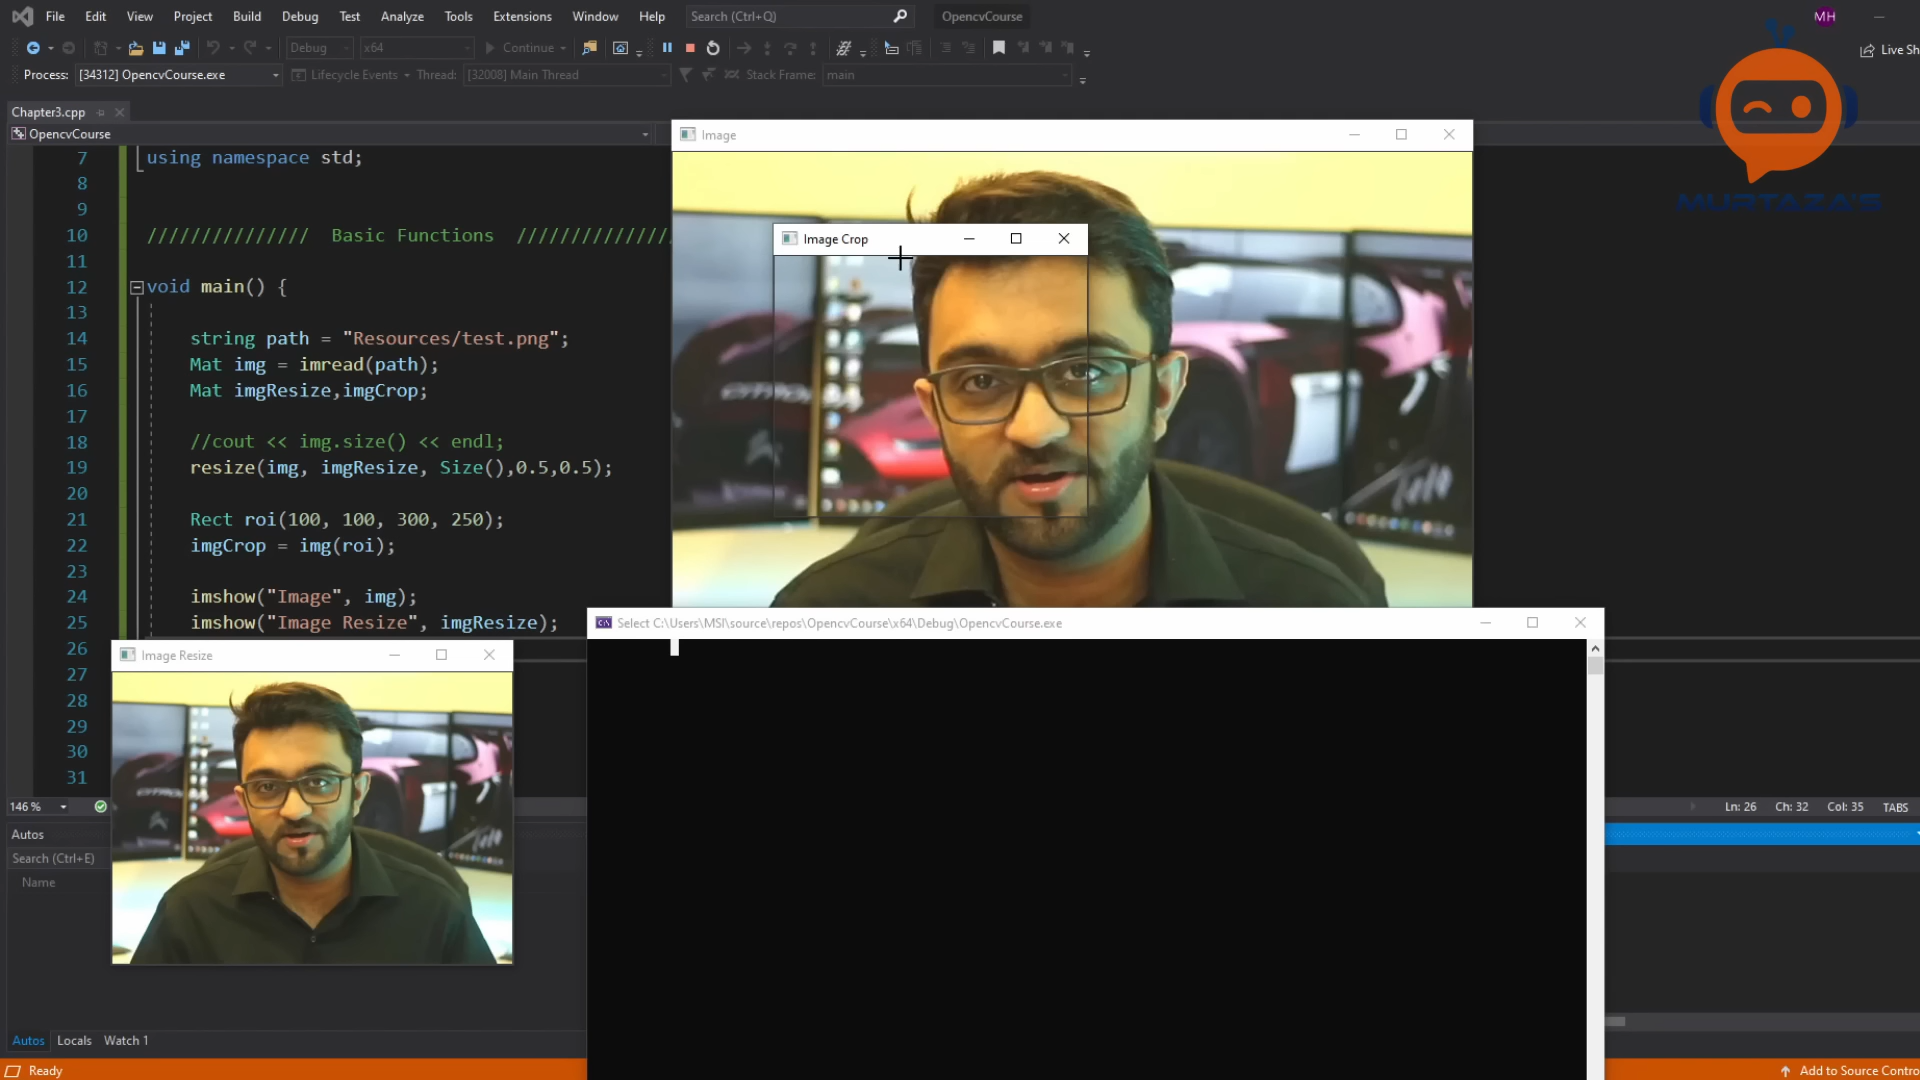 File Edit View Project Build Debug Test Analyze Tools Extensions Window Help Search (Ctrl+Q) OpencvCourse MH
Debug x64 Continue Live Sh
Process: [34312] OpencvCourse.exe Lifecycle Events Thread: [32008] Main Thread Stack Frame: main
MURTAZA'S
Chapter3.cpp
OpencvCourse
Image
7 using namespace std;
8
9
10 /////////////// Basic Functions //////////////
11
12 void main() {
13
14 string path = "Resources/test.png";
15 Mat img = imread(path);
16 Mat imgResize,imgCrop;
17
18 //cout << img.size() << endl;
19 resize(img, imgResize, Size(),0.5,0.5);
20
21 Rect roi(100, 100, 300, 250);
22 imgCrop = img(roi);
23
24 imshow("Image", img);
25 imshow("Image Resize", imgResize);
26
27
28
29
30
31
Image Crop
Select C:\Users\MSI\source\repos\OpencvCourse\x64\Debug\OpencvCourse.exe
Image Resize
146 %
Ln: 26 Ch: 32 Col: 35 TABS
Autos
Search (Ctrl+E)
Name
Autos Locals Watch 1
Ready
Add to Source Contro